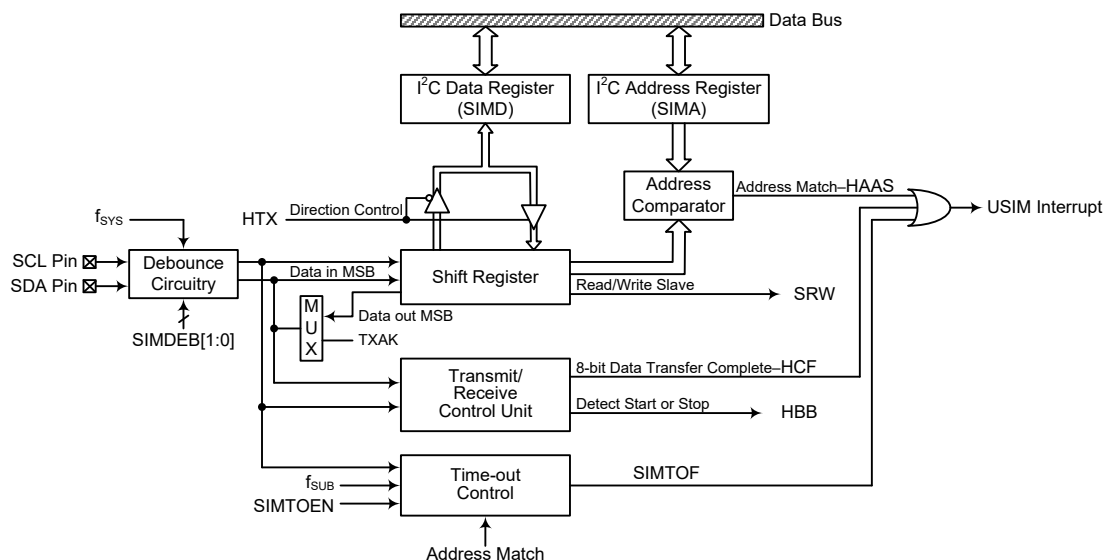 Data Bus
I²C Data Register
(SIMD)
I²C Address Register
(SIMA)
Address
Comparator
Address Match–HAAS
USIM Interrupt
HTX
Direction Control
fSYS
SCL Pin
SDA Pin
Debounce
Circuitry
SIMDEB[1:0]
Data in MSB
Shift Register
Read/Write Slave
SRW
M
U
X
Data out MSB
TXAK
Transmit/
Receive
Control Unit
8-bit Data Transfer Complete–HCF
Detect Start or Stop
HBB
fSUB
SIMTOEN
Time-out
Control
SIMTOF
Address Match